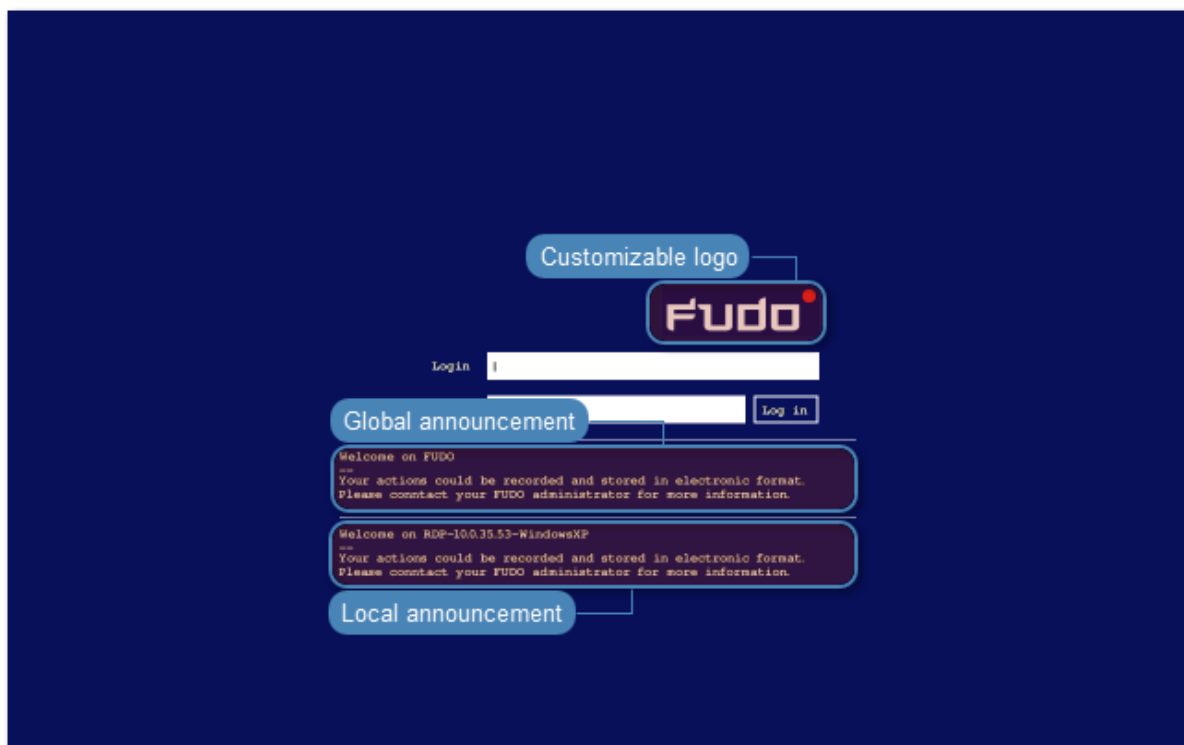 Customizable logo
FUDO
Login
Log in
Global announcement
Welcome on FUDO
--
Your actions could be recorded and stored in electronic format.
Please conntact your FUDO administrator for more information.
Welcome on RDP-10.0.35.53-WindowsXP
--
Your actions could be recorded and stored in electronic format.
Please conntact your FUDO administrator for more information.
Local announcement